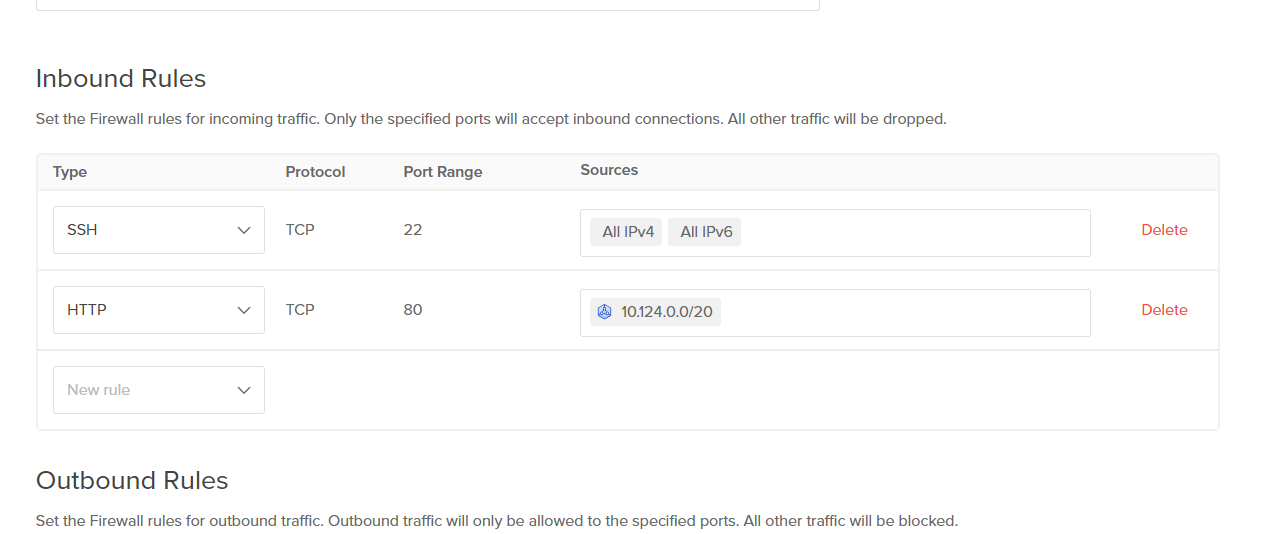 Inbound Rules
Set the Firewall rules for incoming traffic. Only the specified ports will accept inbound connections. All other traffic will be dropped.
Type Protocol Port Range Sources
SSH TCP 22 All IPv4 All IPv6 Delete
HTTP TCP 80 10.124.0.0/20 Delete
New rule
Outbound Rules
Set the Firewall rules for outbound traffic. Outbound traffic will only be allowed to the specified ports. All other traffic will be blocked.